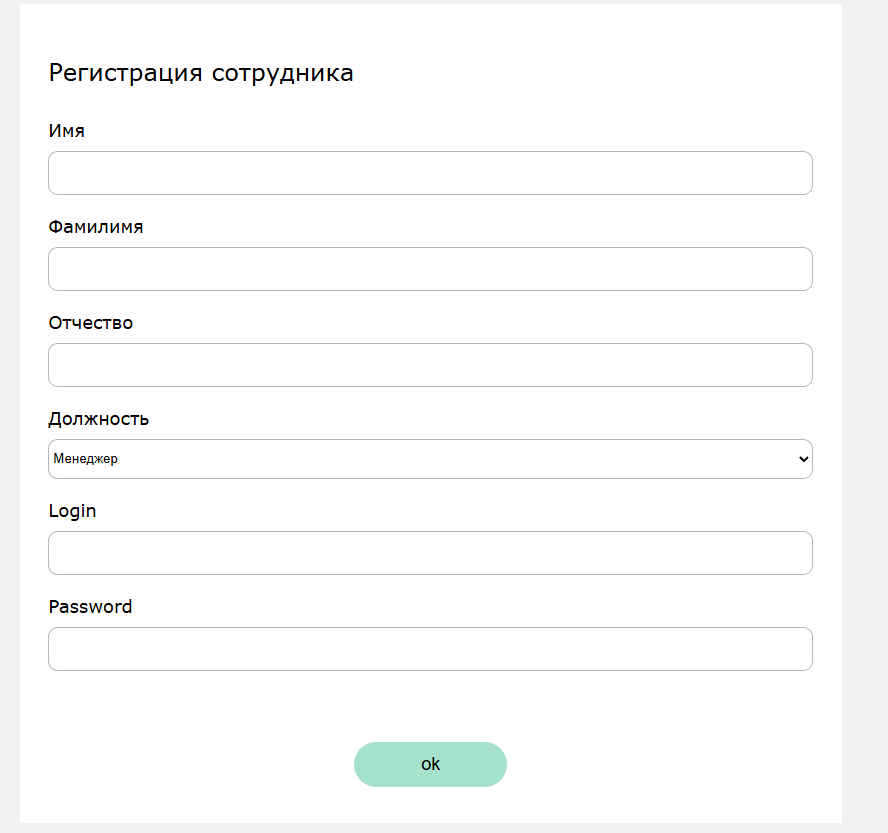 Регистрация сотрудника
Имя
Фамилимя
Отчество
Должность
Менеджер
Login
Password
ok